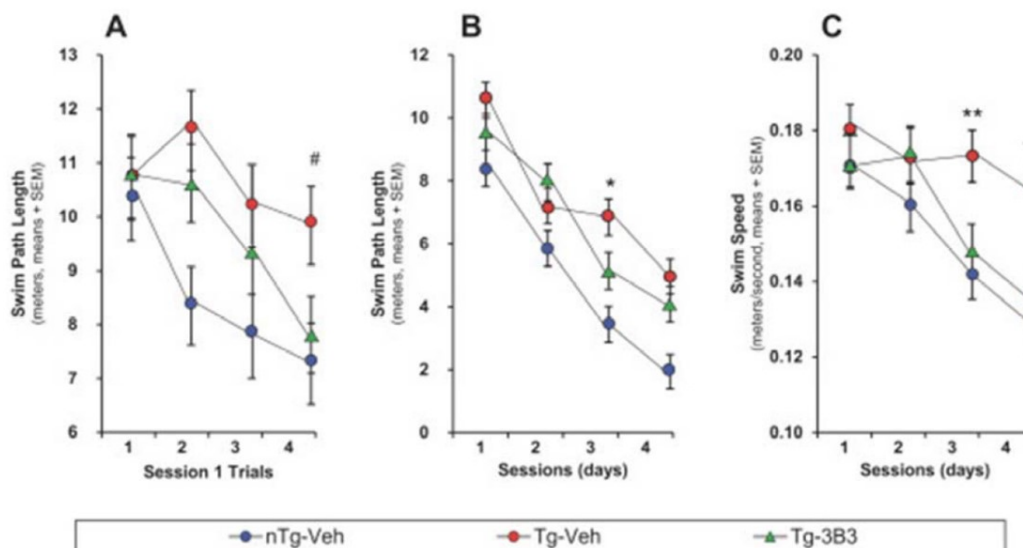 A
B
C
13
12
11
10
9
8
7
6
Swim Path Length
(meters, means + SEM)
#
1 2 3 4
Session 1 Trials
12
10
8
6
4
2
0
Swim Path Length
(meters, means + SEM)
*
1 2 3 4
Sessions (days)
0.20
0.18
0.16
0.14
0.12
0.10
Swim Speed
(meters/second, means + SEM)
**
1 2 3 4
Sessions (days)
nTg-Veh Tg-Veh Tg-3B3